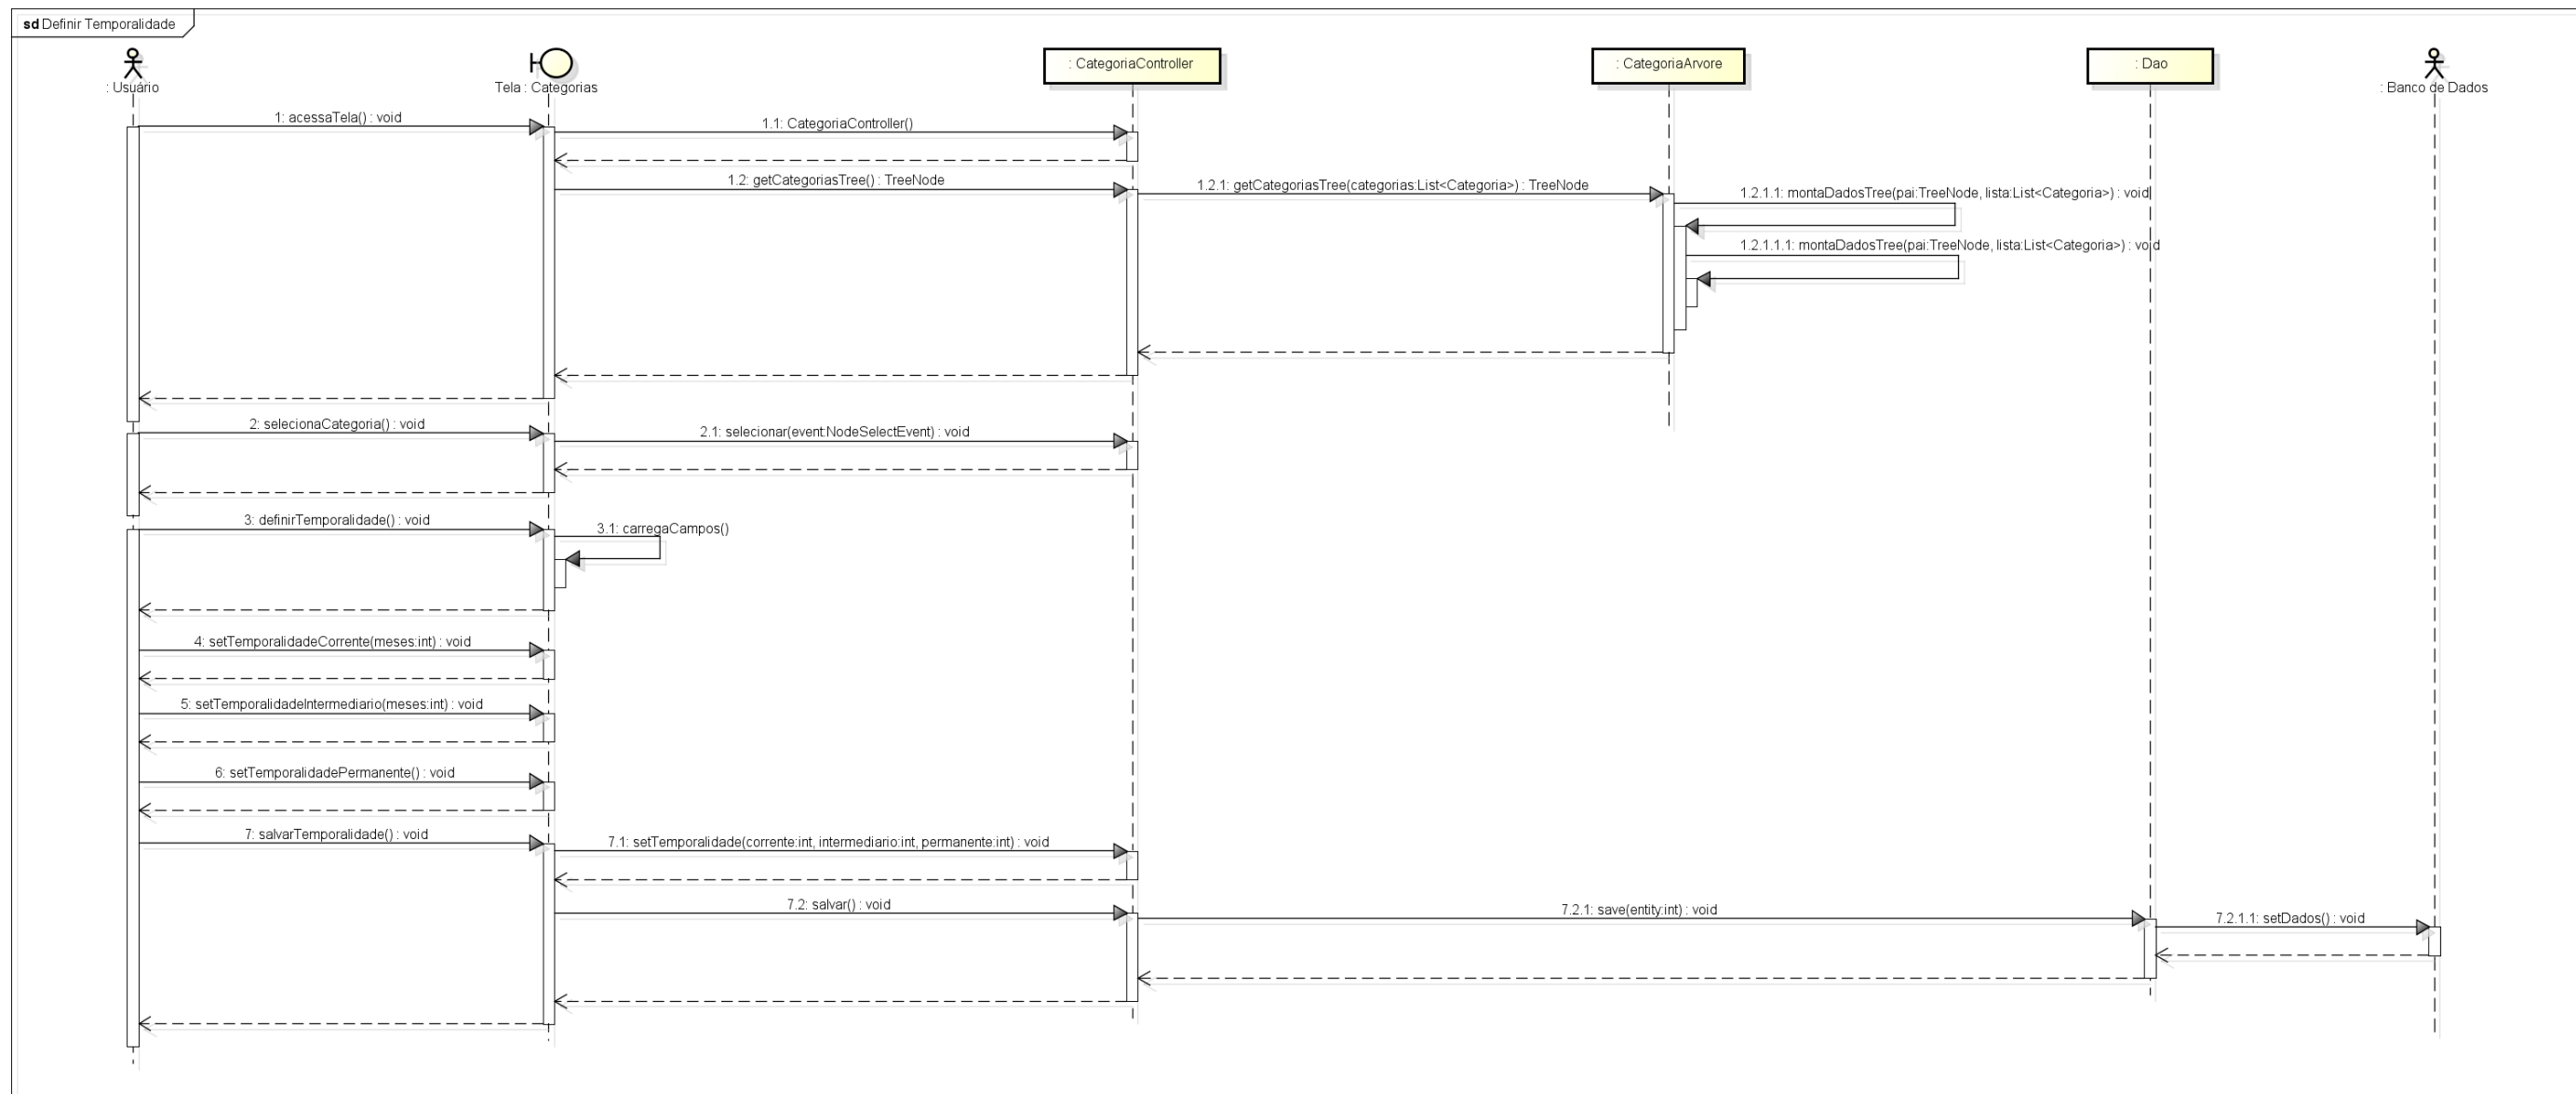 sd Definir Temporalidade
: Usuário
Tela : Categorias
: CategoriaController
: CategoriaArvore
: Dao
: Banco de Dados
1: acessaTela() : void
1.1: CategoriaController()
1.2: getCategoriasTree() : TreeNode
1.2.1: getCategoriasTree(categorias:List<Categoria>) : TreeNode
1.2.1.1: montaDadosTree(pai:TreeNode, lista:List<Categoria>) : void
1.2.1.1.1: montaDadosTree(pai:TreeNode, lista:List<Categoria>) : void
2: selecionaCategoria() : void
2.1: selecionar(event:NodeSelectEvent) : void
3: definirTemporalidade() : void
3.1: carregaCampos()
4: setTemporalidadeCorrente(meses:int) : void
5: setTemporalidadeIntermediario(meses:int) : void
6: setTemporalidadePermanente() : void
7: salvarTemporalidade() : void
7.1: setTemporalidade(corrente:int, intermediario:int, permanente:int) : void
7.2: salvar() : void
7.2.1: save(entity:int) : void
7.2.1.1: setDados() : void